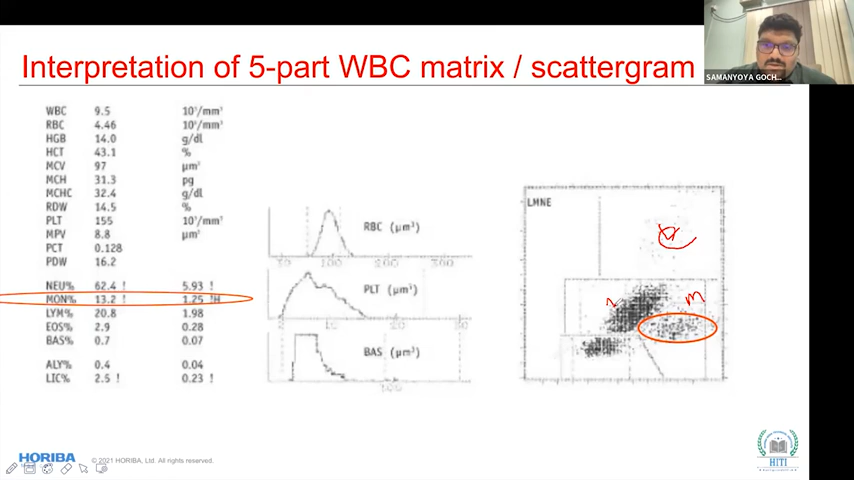 Interpretation of 5-part WBC matrix / scattergram
SAMANYOYA GOCH...
WBC 9.5 10³/mm³
RBC 4.46 10⁶/mm³
HGB 14.0 g/dl
HCT 43.1 %
MCV 97 µm³
MCH 31.3 pg
MCHC 32.4 g/dl
RDW 14.5 %
PLT 155 10³/mm³
MPV 8.8 µm³
PCT 0.128
PDW 16.2
NEU% 62.4 ! 5.93 !
MON% 13.2 ! 1.25 !H
LYM% 20.8 1.98
EOS% 2.9 0.28
BAS% 0.7 0.07
ALY% 0.4 0.04
LIC% 2.5 ! 0.23 !
RBC (µm³)
100 200 300
PLT (µm³)
BAS (µm³)
LMNE
n
m
HORIBA
© 2021 HORIBA, Ltd. All rights reserved.
HITI